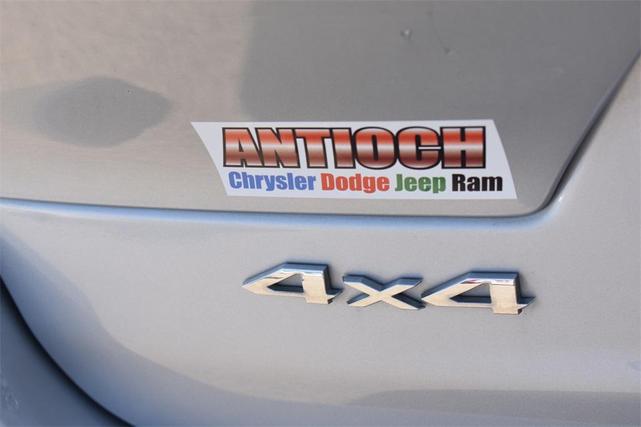 ANTIOCH
Chrysler Dodge Jeep Ram
4x4